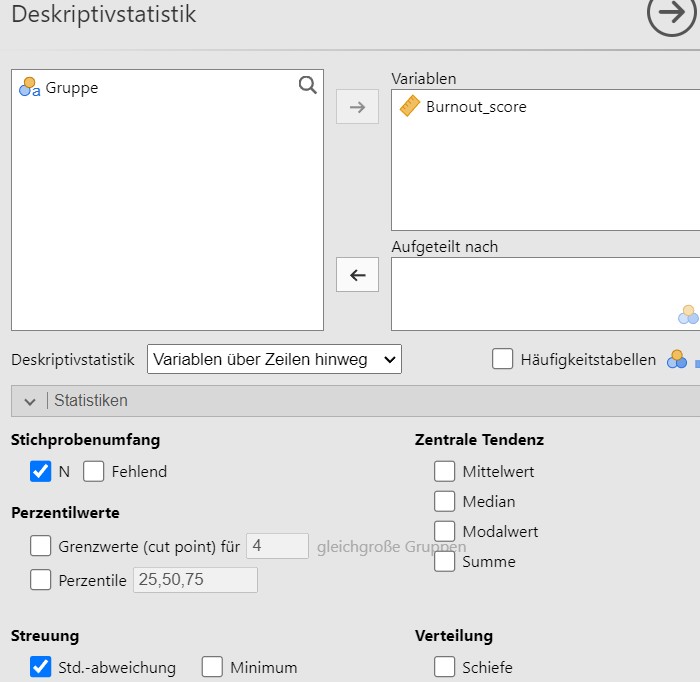 Deskriptivstatistik
a Gruppe
Variablen
Burnout_score
Aufgeteilt nach
Deskriptivstatistik Variablen über Zeilen hinweg Häufigkeitstabellen
Statistiken
Stichprobenumfang
N Fehlend
Perzentilwerte
Grenzwerte (cut point) für 4 gleichgroße Gruppen
Perzentile 25,50,75
Zentrale Tendenz
Mittelwert
Median
Modalwert
Summe
Streuung
Std.-abweichung Minimum
Verteilung
Schiefe